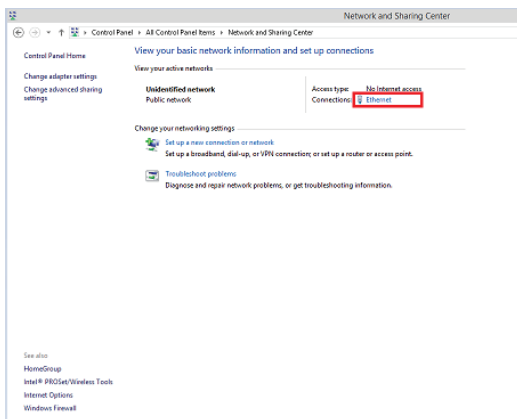 Network and Sharing Center
Control Panel ▸ All Control Panel Items ▸ Network and Sharing Center
Control Panel Home
Change adapter settings
Change advanced sharing
settings
View your basic network information and set up connections
View your active networks
Unidentified network
Public network
Access type: No Internet access
Connections: Ethernet
Change your networking settings
Set up a new connection or network
Set up a broadband, dial-up, or VPN connection; or set up a router or access point.
Troubleshoot problems
Diagnose and repair network problems, or get troubleshooting information.
See also
HomeGroup
Intel® PROSet/Wireless Tools
Internet Options
Windows Firewall